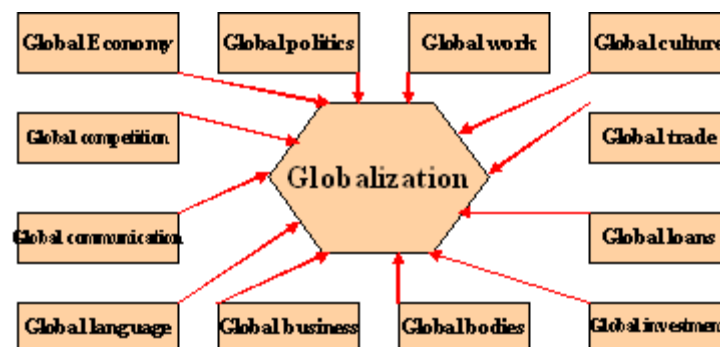 Global Economy
Global politics
Global work
Global culture
Global competition
Global trade
Globalization
Global communication
Global loans
Global language
Global business
Global bodies
Global investment